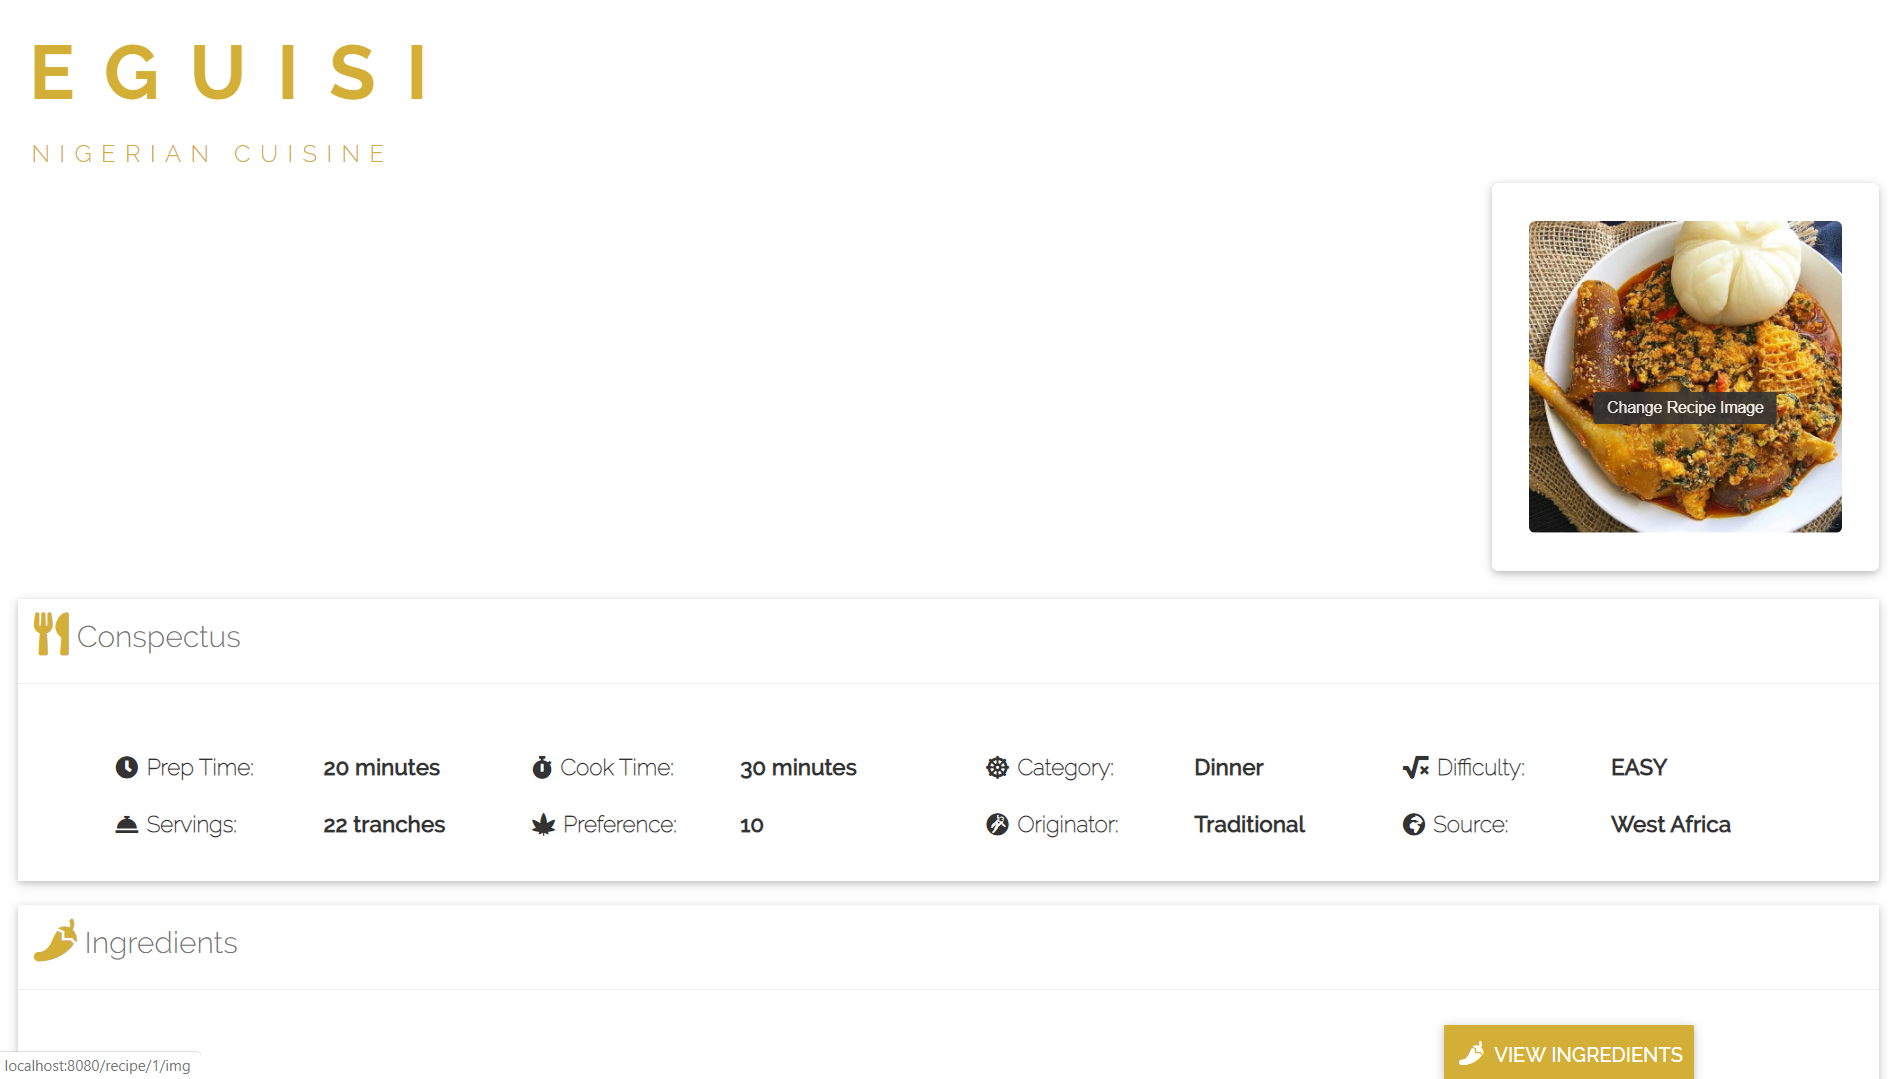 EGUISI
NIGERIAN CUISINE
Change Recipe Image
Conspectus
Prep Time: 20 minutes Cook Time: 30 minutes Category: Dinner Difficulty: EASY
Servings: 22 tranches Preference: 10 Originator: Traditional Source: West Africa
Ingredients
VIEW INGREDIENTS
localhost:8080/recipe/1/img